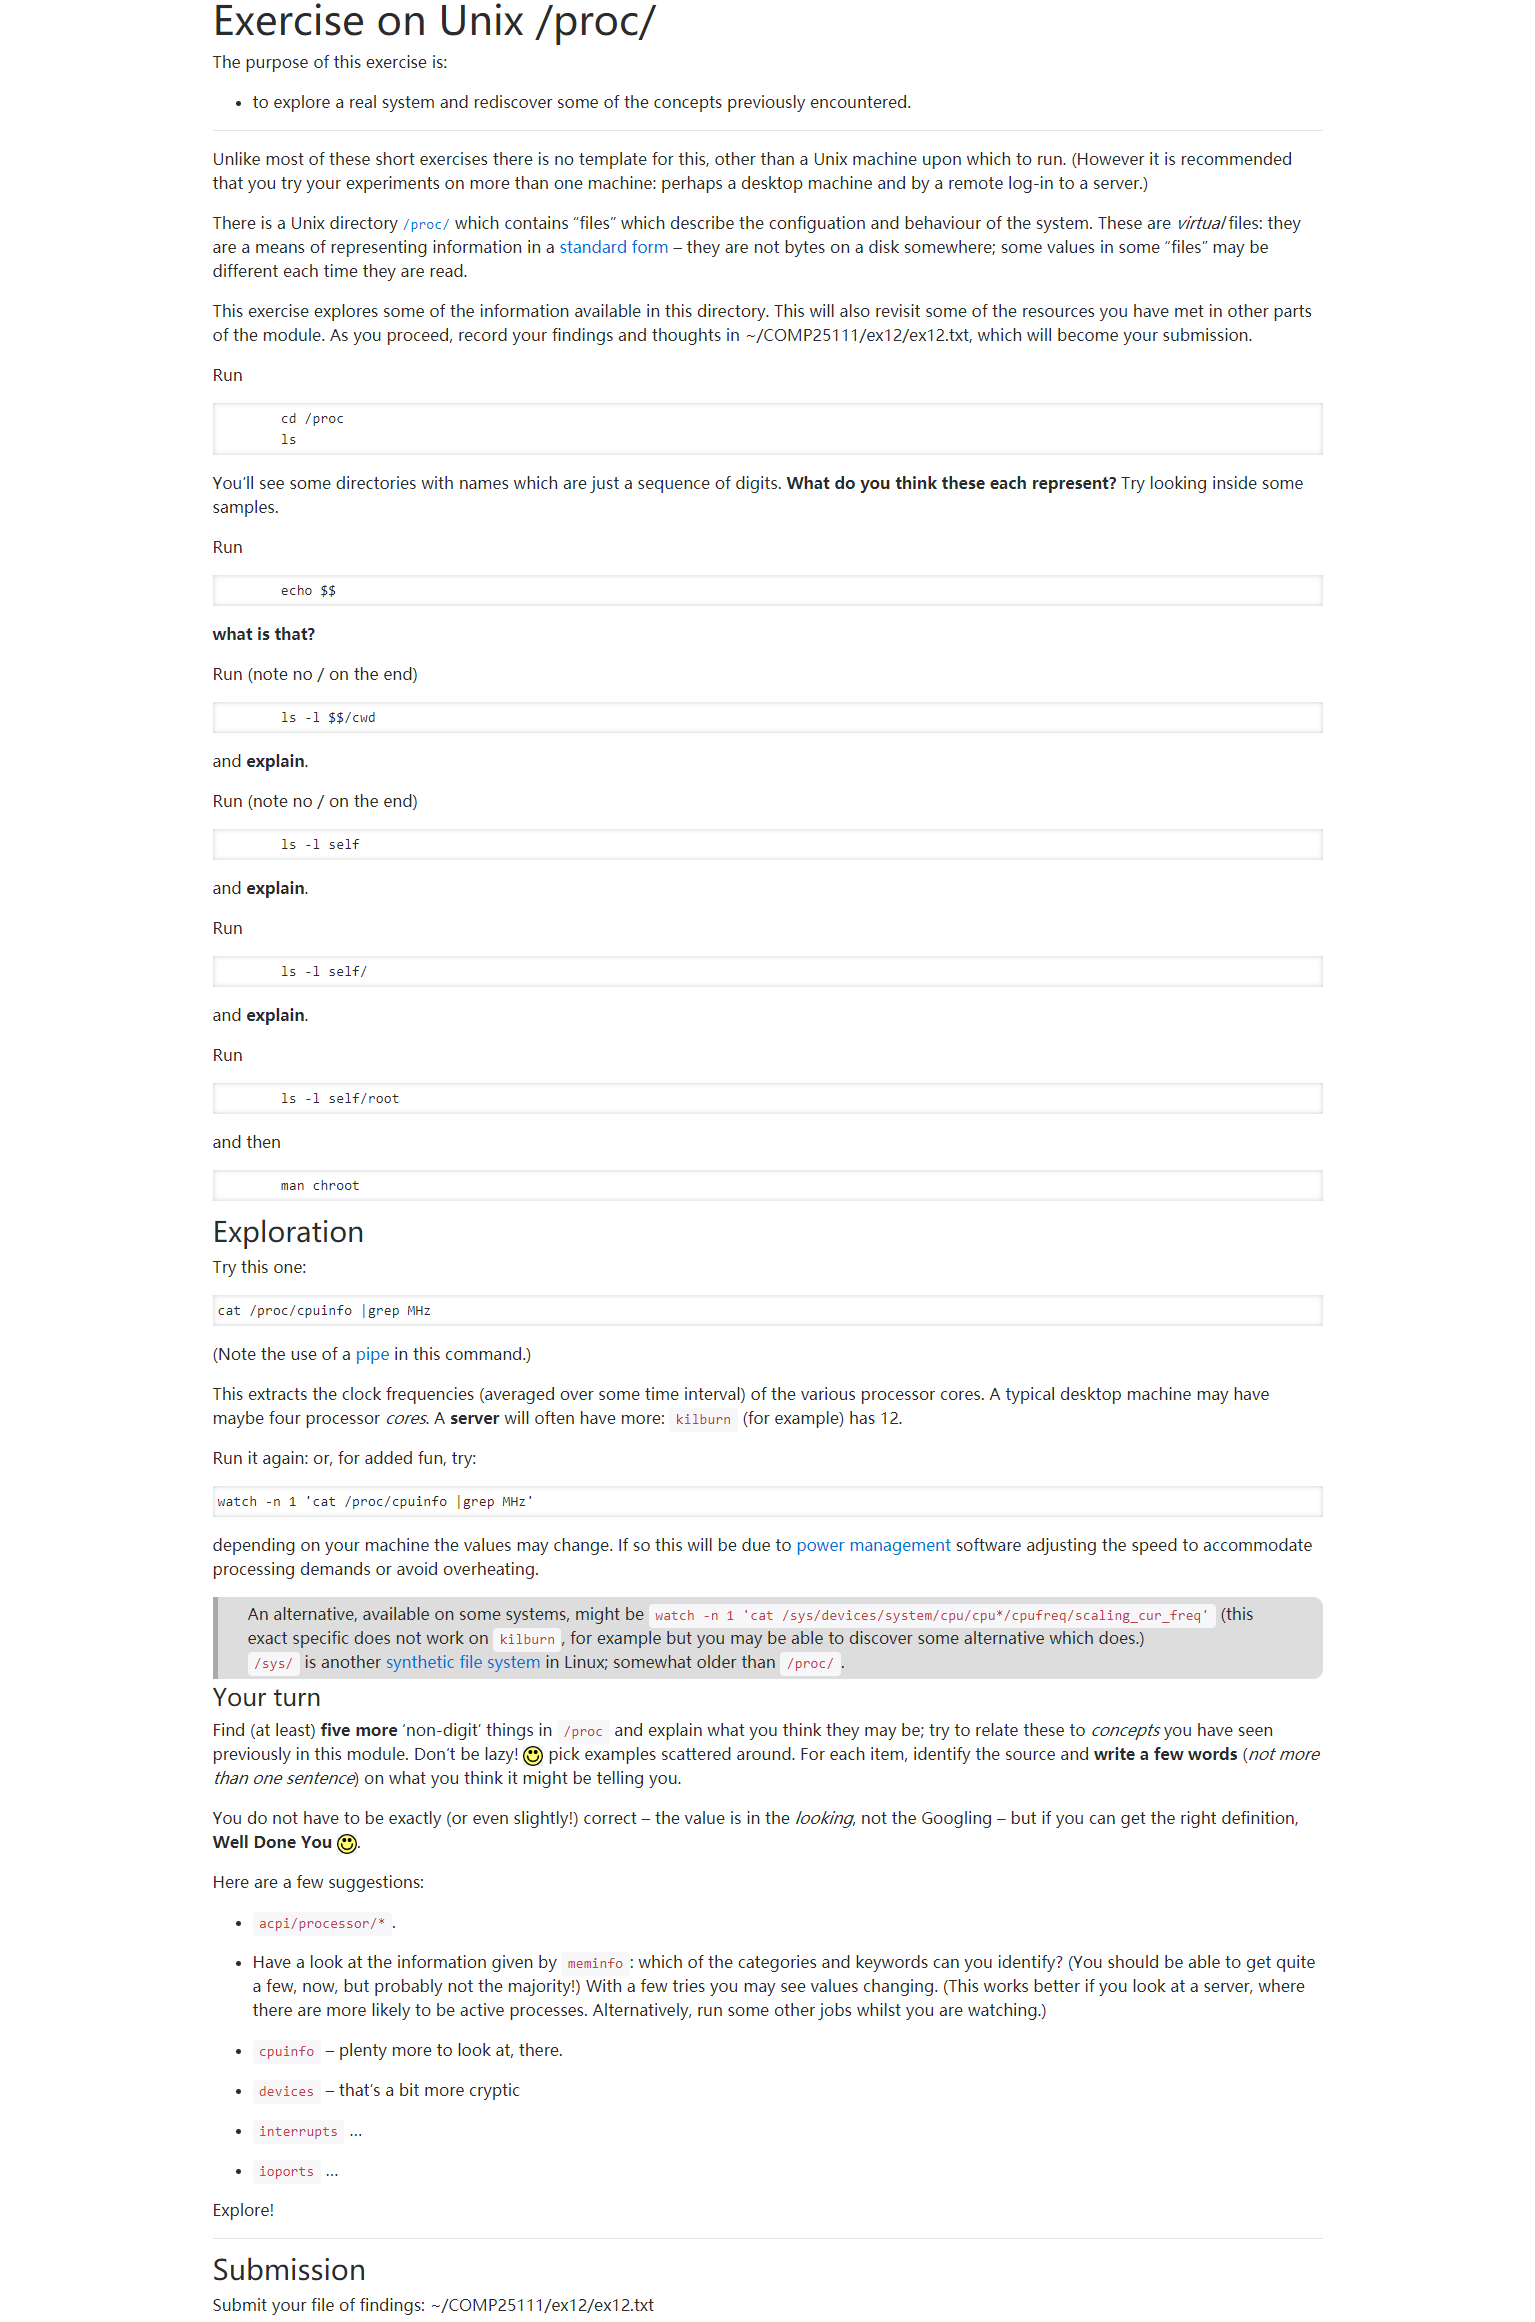 Exercise on Unix /proc/
The purpose of this exercise is:
• to explore a real system and rediscover some of the concepts previously encountered.
Unlike most of these short exercises there is no template for this, other than a Unix machine upon which to run. (However it is recommended
that you try your experiments on more than one machine: perhaps a desktop machine and by a remote log-in to a server.)
There is a Unix directory /proc/ which contains “files” which describe the configuation and behaviour of the system. These are virtual files: they
are a means of representing information in a standard form – they are not bytes on a disk somewhere; some values in some “files” may be
different each time they are read.
This exercise explores some of the information available in this directory. This will also revisit some of the resources you have met in other parts
of the module. As you proceed, record your findings and thoughts in ~/COMP25111/ex12/ex12.txt, which will become your submission.
Run
cd /proc
ls
You’ll see some directories with names which are just a sequence of digits. What do you think these each represent? Try looking inside some
samples.
Run
echo $$
what is that?
Run (note no / on the end)
ls -l $$/cwd
and explain.
Run (note no / on the end)
ls -l self
and explain.
Run
ls -l self/
and explain.
Run
ls -l self/root
and then
man chroot
Exploration
Try this one:
cat /proc/cpuinfo |grep MHz
(Note the use of a pipe in this command.)
This extracts the clock frequencies (averaged over some time interval) of the various processor cores. A typical desktop machine may have
maybe four processor cores. A server will often have more: kilburn (for example) has 12.
Run it again: or, for added fun, try:
watch -n 1 'cat /proc/cpuinfo |grep MHz'
depending on your machine the values may change. If so this will be due to power management software adjusting the speed to accommodate
processing demands or avoid overheating.
An alternative, available on some systems, might be watch -n 1 'cat /sys/devices/system/cpu/cpu*/cpufreq/scaling_cur_freq' (this
exact specific does not work on kilburn, for example but you may be able to discover some alternative which does.)
/sys/ is another synthetic file system in Linux; somewhat older than /proc/.
Your turn
Find (at least) five more ‘non-digit’ things in /proc and explain what you think they may be; try to relate these to concepts you have seen
previously in this module. Don’t be lazy! pick examples scattered around. For each item, identify the source and write a few words (not more
than one sentence) on what you think it might be telling you.
You do not have to be exactly (or even slightly!) correct – the value is in the looking, not the Googling – but if you can get the right definition,
Well Done You.
Here are a few suggestions:
• acpi/processor/*.
• Have a look at the information given by meminfo: which of the categories and keywords can you identify? (You should be able to get quite
a few, now, but probably not the majority!) With a few tries you may see values changing. (This works better if you look at a server, where
there are more likely to be active processes. Alternatively, run some other jobs whilst you are watching.)
• cpuinfo – plenty more to look at, there.
• devices – that’s a bit more cryptic
• interrupts ...
• ioports ...
Explore!
Submission
Submit your file of findings: ~/COMP25111/ex12/ex12.txt